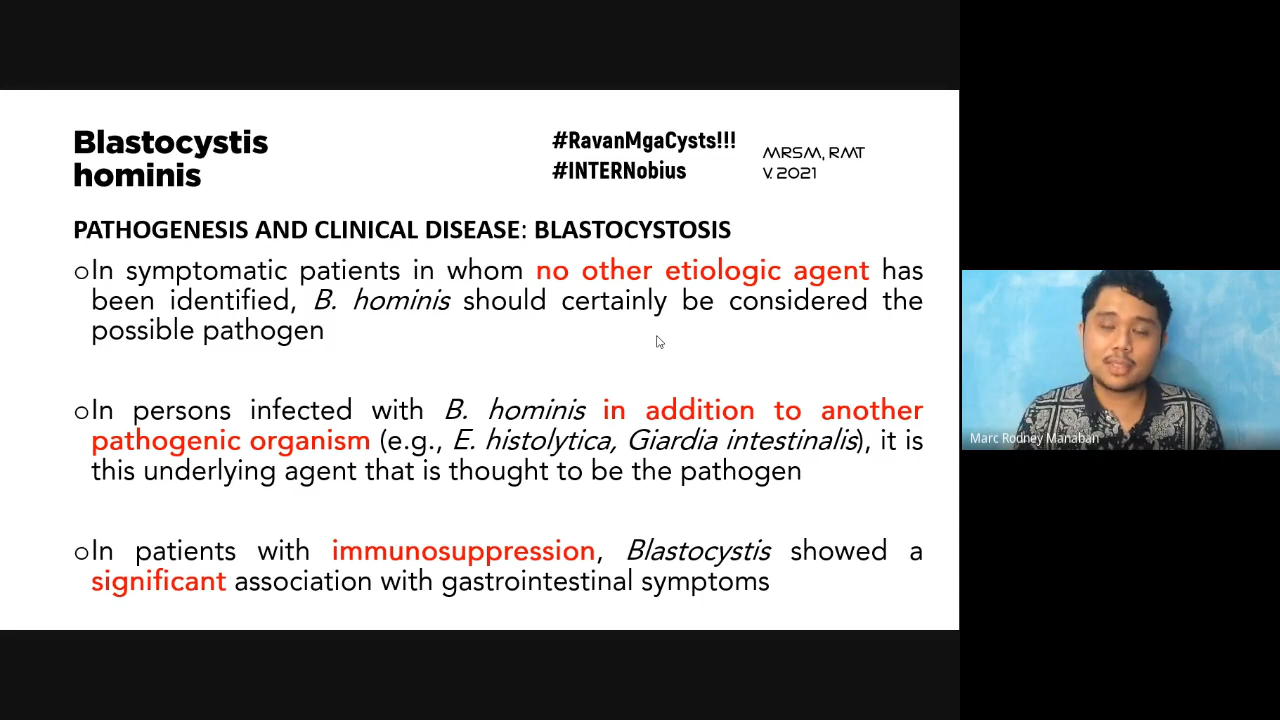 Blastocystis
hominis
#RavanMgaCysts!!!
#INTERNobius
MRSM, RMT
V. 2021
PATHOGENESIS AND CLINICAL DISEASE: BLASTOCYSTOSIS
oIn symptomatic patients in whom no other etiologic agent has
been identified, B. hominis should certainly be considered the
possible pathogen
oIn persons infected with B. hominis in addition to another
pathogenic organism (e.g., E. histolytica, Giardia intestinalis), it is
this underlying agent that is thought to be the pathogen
oIn patients with immunosuppression, Blastocystis showed a
significant association with gastrointestinal symptoms
Marc Rodney Manaban